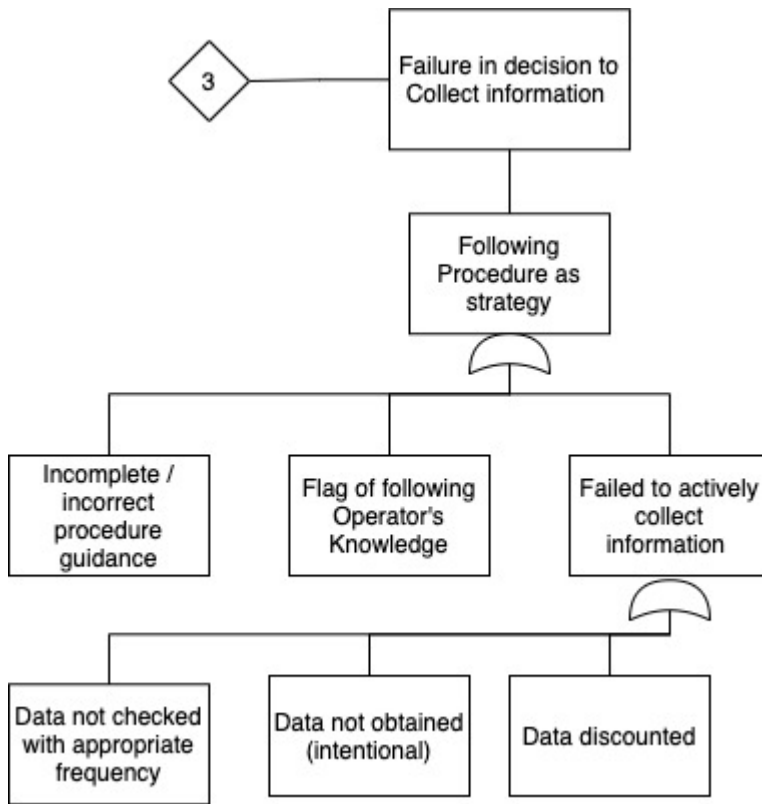 3
Failure in decision to
Collect information
Following
Procedure as
strategy
Incomplete /
incorrect
procedure
guidance
Flag of following
Operator's
Knowledge
Failed to actively
collect
information
Data not checked
with appropriate
frequency
Data not obtained
(intentional)
Data discounted